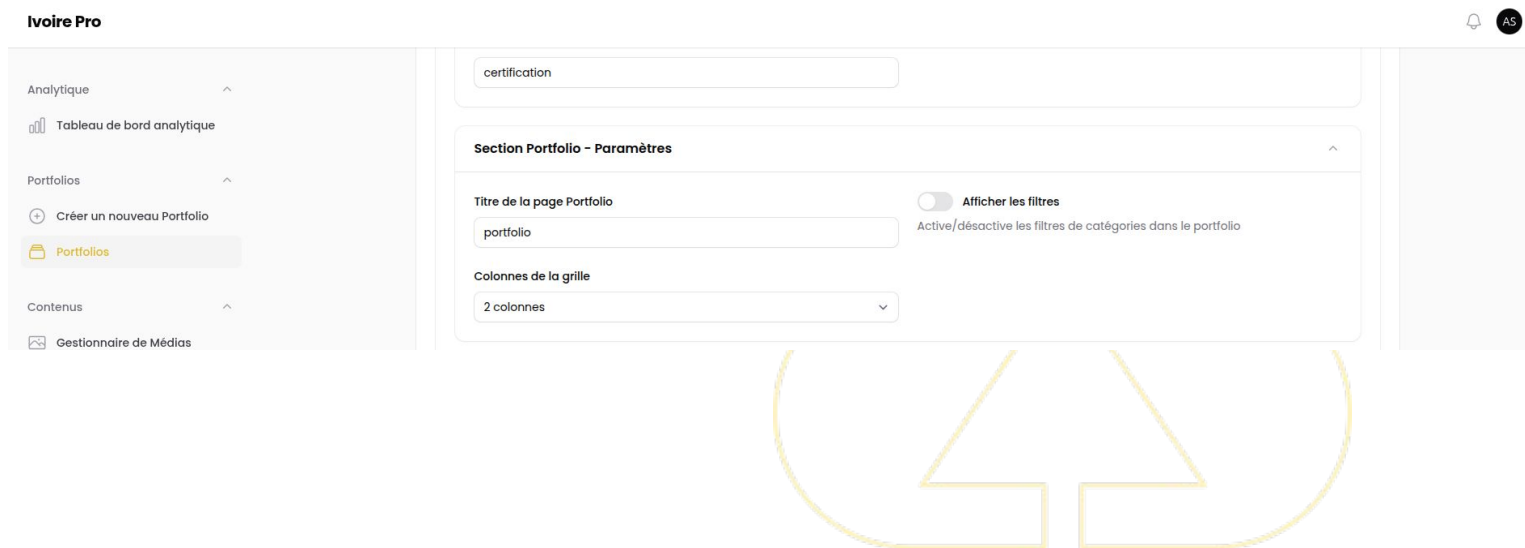 Ivoire Pro
AS
Analytique
Tableau de bord analytique
Portfolios
Créer un nouveau Portfolio
Portfolios
Contenus
Gestionnaire de Médias
certification
Section Portfolio - Paramètres
Titre de la page Portfolio
portfolio
Afficher les filtres
Active/désactive les filtres de catégories dans le portfolio
Colonnes de la grille
2 colonnes